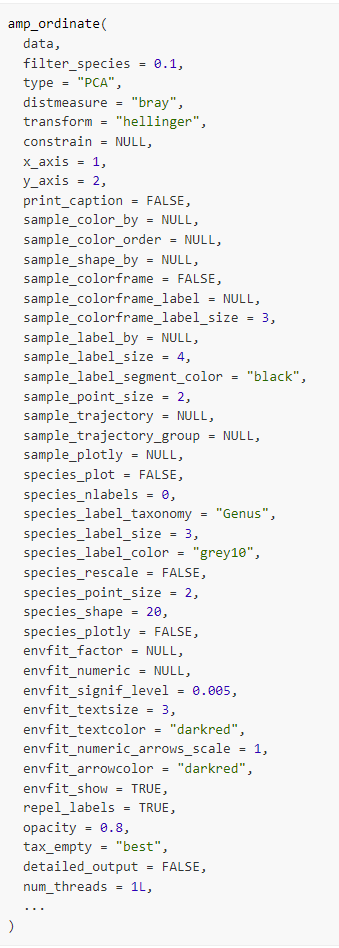 amp_ordinate(
  data,
  filter_species = 0.1,
  type = "PCA",
  distmeasure = "bray",
  transform = "hellinger",
  constrain = NULL,
  x_axis = 1,
  y_axis = 2,
  print_caption = FALSE,
  sample_color_by = NULL,
  sample_color_order = NULL,
  sample_shape_by = NULL,
  sample_colorframe = FALSE,
  sample_colorframe_label = NULL,
  sample_colorframe_label_size = 3,
  sample_label_by = NULL,
  sample_label_size = 4,
  sample_label_segment_color = "black",
  sample_point_size = 2,
  sample_trajectory = NULL,
  sample_trajectory_group = NULL,
  sample_plotly = NULL,
  species_plot = FALSE,
  species_nlabels = 0,
  species_label_taxonomy = "Genus",
  species_label_size = 3,
  species_label_color = "grey10",
  species_rescale = FALSE,
  species_point_size = 2,
  species_shape = 20,
  species_plotly = FALSE,
  envfit_factor = NULL,
  envfit_numeric = NULL,
  envfit_signif_level = 0.005,
  envfit_textsize = 3,
  envfit_textcolor = "darkred",
  envfit_numeric_arrows_scale = 1,
  envfit_arrowcolor = "darkred",
  envfit_show = TRUE,
  repel_labels = TRUE,
  opacity = 0.8,
  tax_empty = "best",
  detailed_output = FALSE,
  num_threads = 1L,
  ...
)